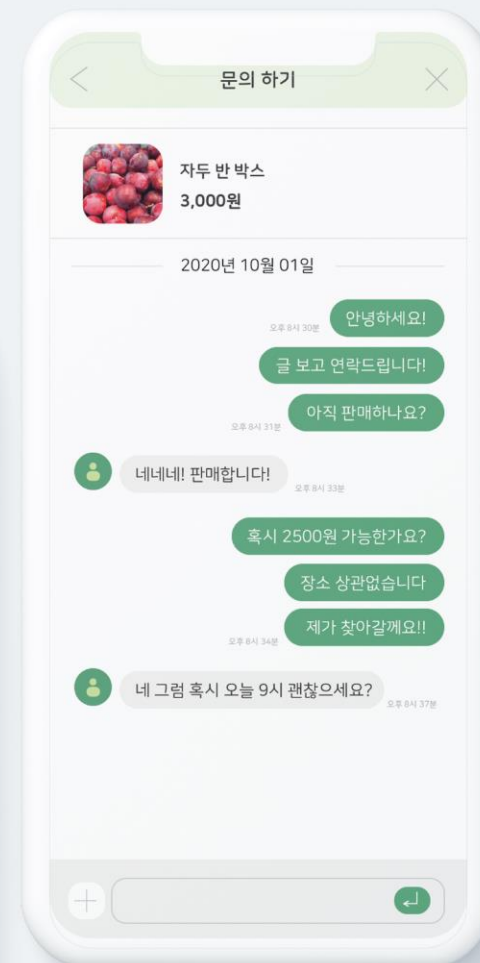 문의 하기
자두 반 박스
3,000원
2020년 10월 01일
안녕하세요!
오후 8시 30분
글 보고 연락드립니다!
아직 판매하나요?
오후 8시 31분
네네네! 판매합니다!
오후 8시 33분
혹시 2500원 가능한가요?
장소 상관없습니다
제가 찾아갈께요!!
오후 8시 34분
네 그럼 혹시 오늘 9시 괜찮으세요?
오후 8시 37분